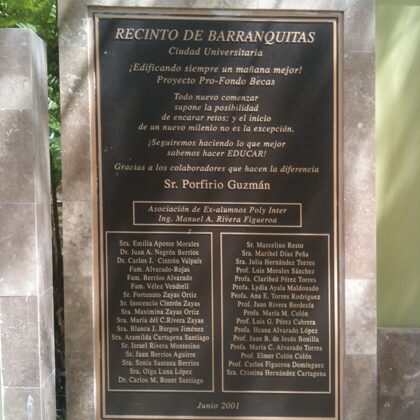 RECINTO DE BARRANQUITAS
Ciudad Universitaria
¡Edificando siempre un mañana mejor!
Proyecto Pro-Fondo Becas
Todo nuevo comenzar
supone la posibilidad
de encarar retos; y el inicio
de un nuevo milenio no es la excepción.
¡Seguiremos haciendo lo que mejor
sabemos hacer EDUCAR!
Gracias a los colaboradores que hacen la diferencia
Sr. Porfirio Guzmán
Asociación de Ex-alumnos Poly Inter
Ing. Manuel A. Rivera Figueroa
Sra. Emilia Aponte Morales
Dr. Juan A. Negrón Berríos
Dr. Carlos J. Cistrón Valpaís
Fam. Alvarado-Rojas
Fam. Berríos Alvarado
Fam. Vélez Vendrell
Sr. Fortunato Zayas Ortiz
Sr. Inocencio Cintrón Zayas
Sra. Maximina Zayas Ortiz
Sra. María del C.Rivera Zayas
Sra. Blanca J. Burgos Jiménez
Sra. Arumilda Cartagena Santiago
Sr. Israel Rivera Montesino
Sr. Juan Berríos Aguirre
Sra. Sonia Santana Berríos
Sra. Olga Luna López
Dr. Carlos M. Bonet Santiago
Sr. Marcelino Resto
Sra. Maribel Díaz Peña
Sra. Julia Hernández Torres
Prof. Luis Morales Sánchez
Profa. Claribed Pérez Torres
Profa. Lydia Ayala Maldonado
Profa. Ana E. Torres Rodríguez
Prof. Juan Rivera Berdecía
Profa. María M. Colón
Prof. Luis G. Pérez Cabrera
Profa. Ileana Alvarado López
Prof. Juan B. de Jesús Bonilla
Profa. María C. Alvarado Torres
Prof. Elmer Colón Colón
Prof. Carlos Figueroa Domínguez
Sra. Cristina Hernández Cartagena
Junio 2001